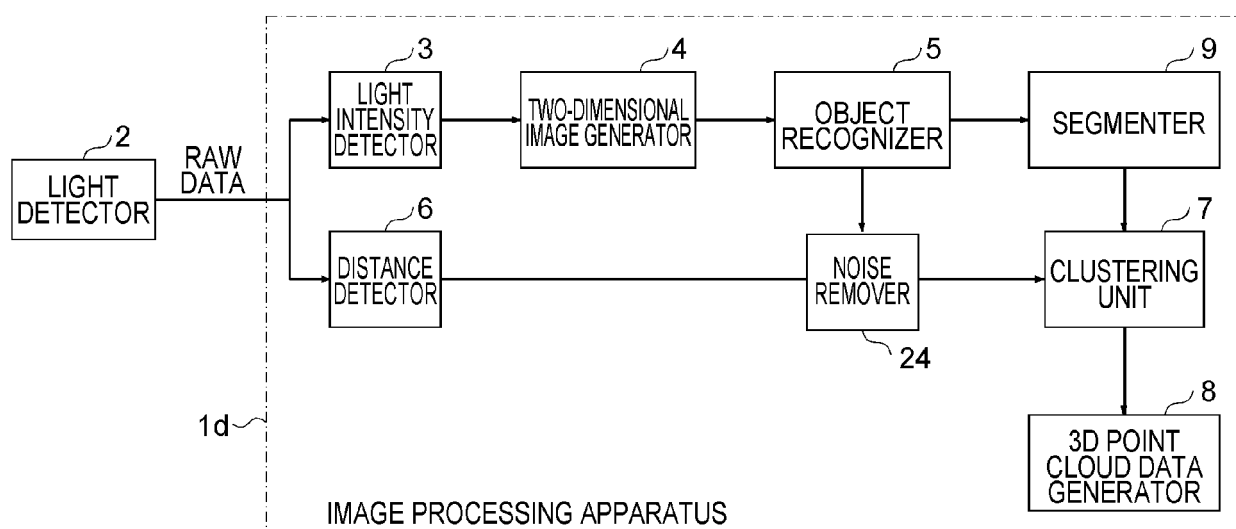 3
4
5
9
LIGHT
INTENSITY
DETECTOR
TWO-DIMENSIONAL
IMAGE GENERATOR
OBJECT
RECOGNIZER
SEGMENTER
2
RAW
DATA
LIGHT
DETECTOR
6
7
DISTANCE
DETECTOR
NOISE
REMOVER
CLUSTERING
UNIT
24
1d
8
3D POINT
CLOUD DATA
GENERATOR
IMAGE PROCESSING APPARATUS